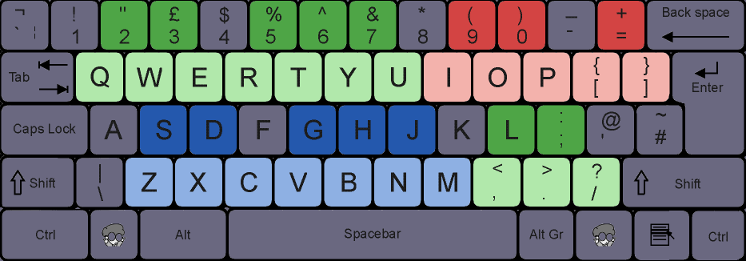 ¬ ! " £ $ % ^ & * ( ) _ + Back space
` ¦ 1 2 3 4 5 6 7 8 9 0 - =
Tab Q W E R T Y U I O P { [ } ] Enter
Caps Lock A S D F G H J K L : ; @ ' ~ #
Shift | \ Z X C V B N M < , > . ? / Shift
Ctrl Alt Spacebar Alt Gr Ctrl